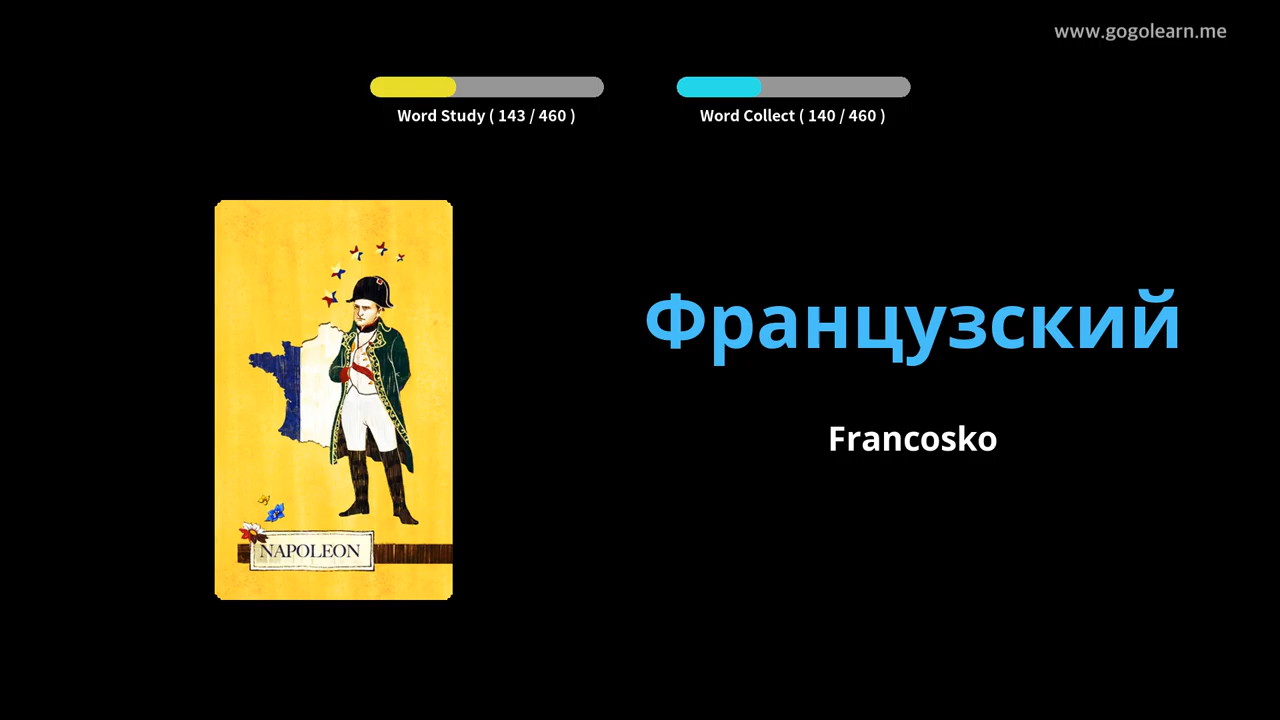 www.gogolearn.me
Word Study ( 143 / 460 )
Word Collect ( 140 / 460 )
Французский
Francosko
NAPOLEON